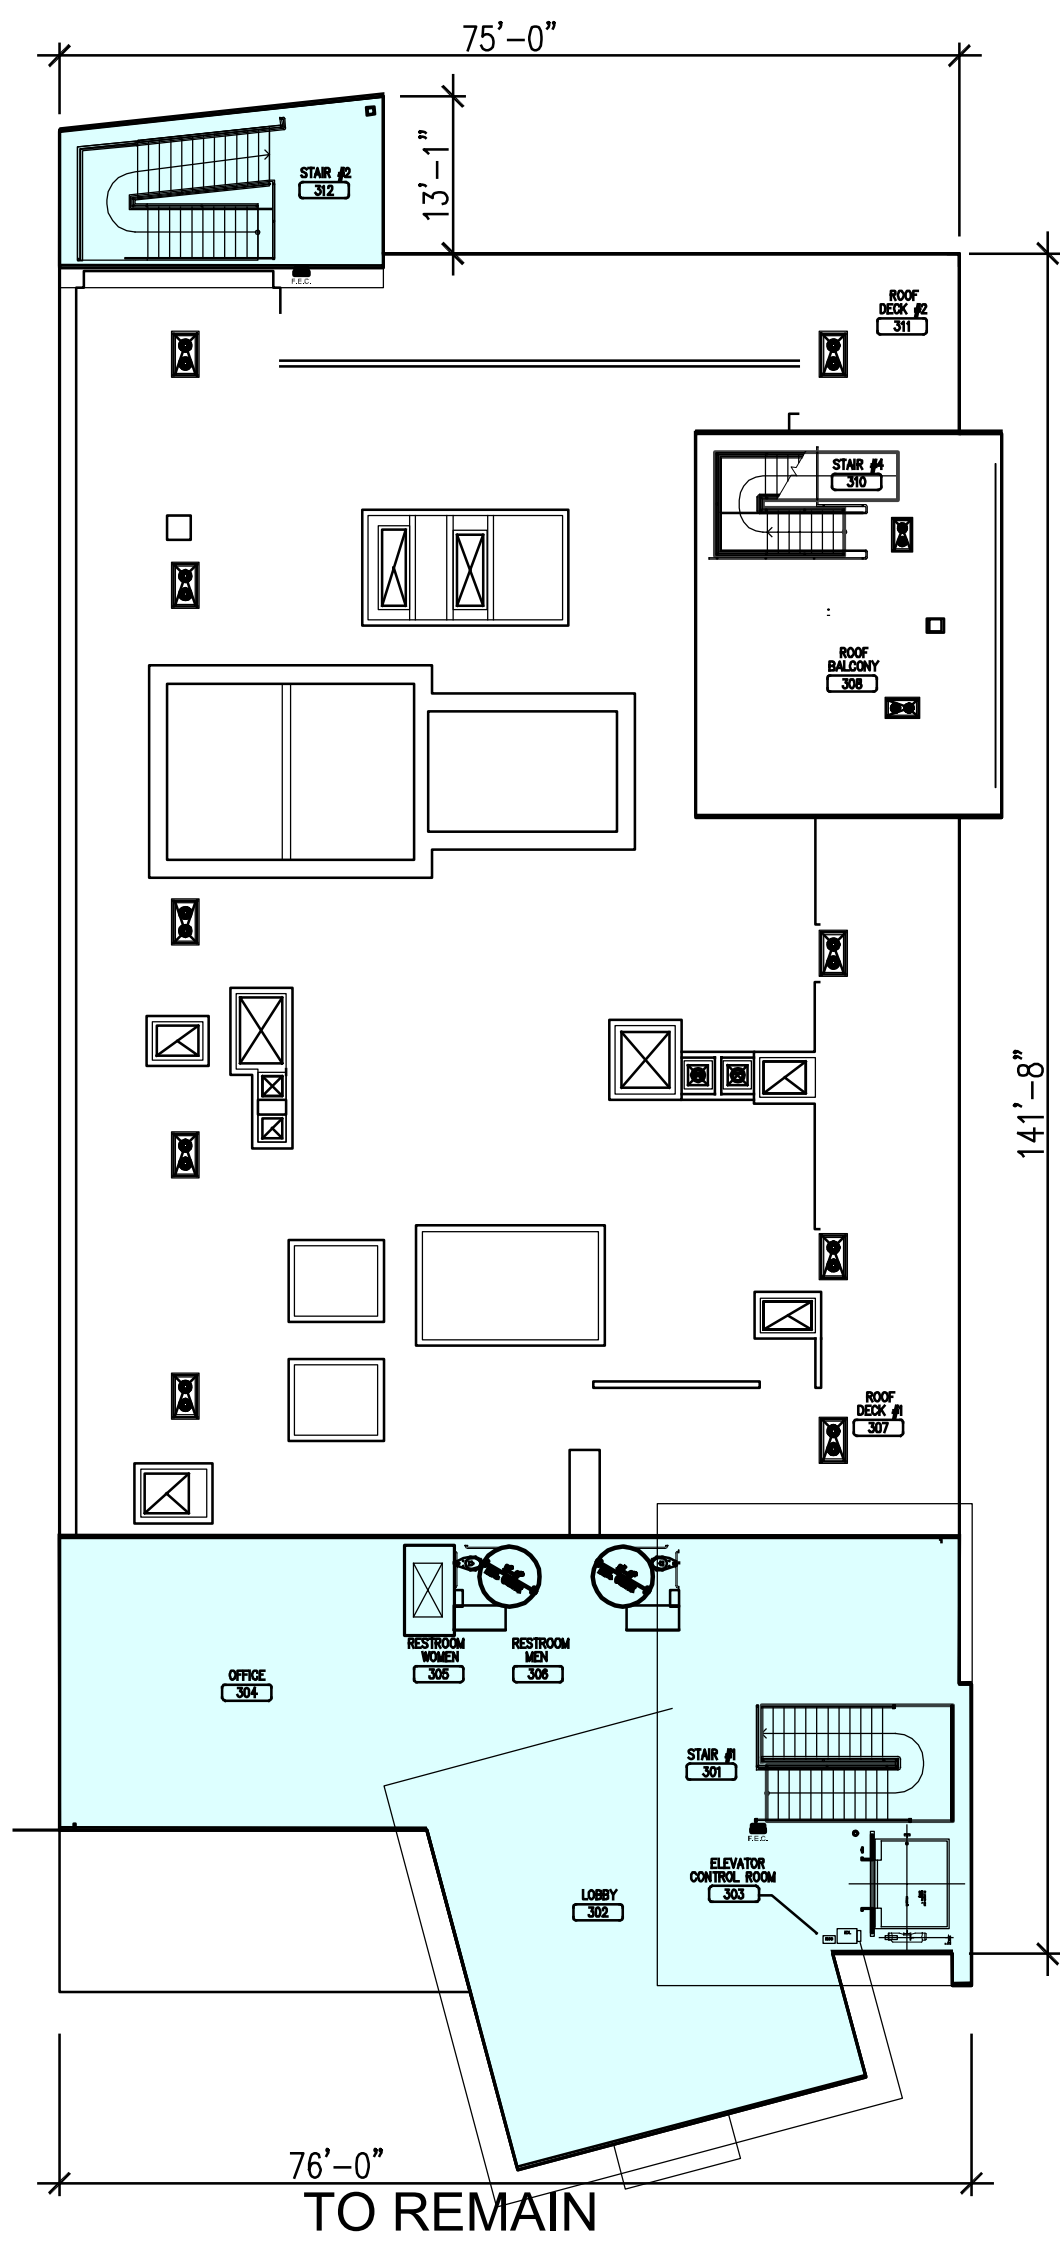 75'-0"
13'-1"
STAIR #2
312
F.E.C.
ROOF
DECK #2
311
STAIR #4
310
ROOF
BALCONY
308
141'-8"
ROOF
DECK #1
307
RESTROOM
WOMEN
305
RESTROOM
MEN
306
OFFICE
304
STAIR #1
301
F.E.C.
ELEVATOR
CONTROL ROOM
303
LOBBY
302
76'-0"
TO REMAIN